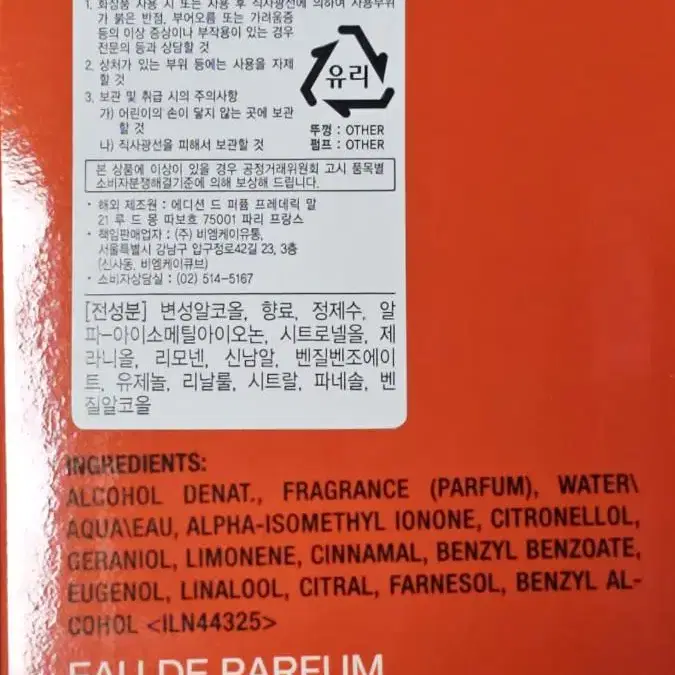 1. 화장품 사용 시 또는 사용 후 직사광선에 의하여 사용부위
가 붉은 반점, 부어오름 또는 가려움증
등의 이상 증상이나 부작용이 있는 경우
전문의 등과 상담할 것
2. 상처가 있는 부위 등에는 사용을 자제
할 것
3. 보관 및 취급 시의 주의사항
가) 어린이의 손이 닿지 않는 곳에 보관
할 것
나) 직사광선을 피해서 보관할 것
유리
뚜껑 : OTHER
펌프 : OTHER
본 상품에 이상이 있을 경우 공정거래위원회 고시 품목별
소비자분쟁해결기준에 의해 보상해 드립니다.
• 해외 제조원 : 에디션 드 퍼퓸 프레데릭 말
21 루 드 몽 따보흐 75001 파리 프랑스
• 책임판매업자 : (주) 비엠케이유통,
서울특별시 강남구 압구정로42길 23, 3층
(신사동, 비엠케이큐브)
• 소비자상담실 : (02) 514-5167
[전성분] 변성알코올, 향료, 정제수, 알
파-아이소메틸아이오논, 시트로넬올, 제
라니올, 리모넨, 신남알, 벤질벤조에이
트, 유제놀, 리날룰, 시트랄, 파네솔, 벤
질알코올
INGREDIENTS:
ALCOHOL DENAT., FRAGRANCE (PARFUM), WATER\
AQUA\EAU, ALPHA-ISOMETHYL IONONE, CITRONELLOL,
GERANIOL, LIMONENE, CINNAMAL, BENZYL BENZOATE,
EUGENOL, LINALOOL, CITRAL, FARNESOL, BENZYL AL-
COHOL <ILN44325>
EAU DE PARFUM